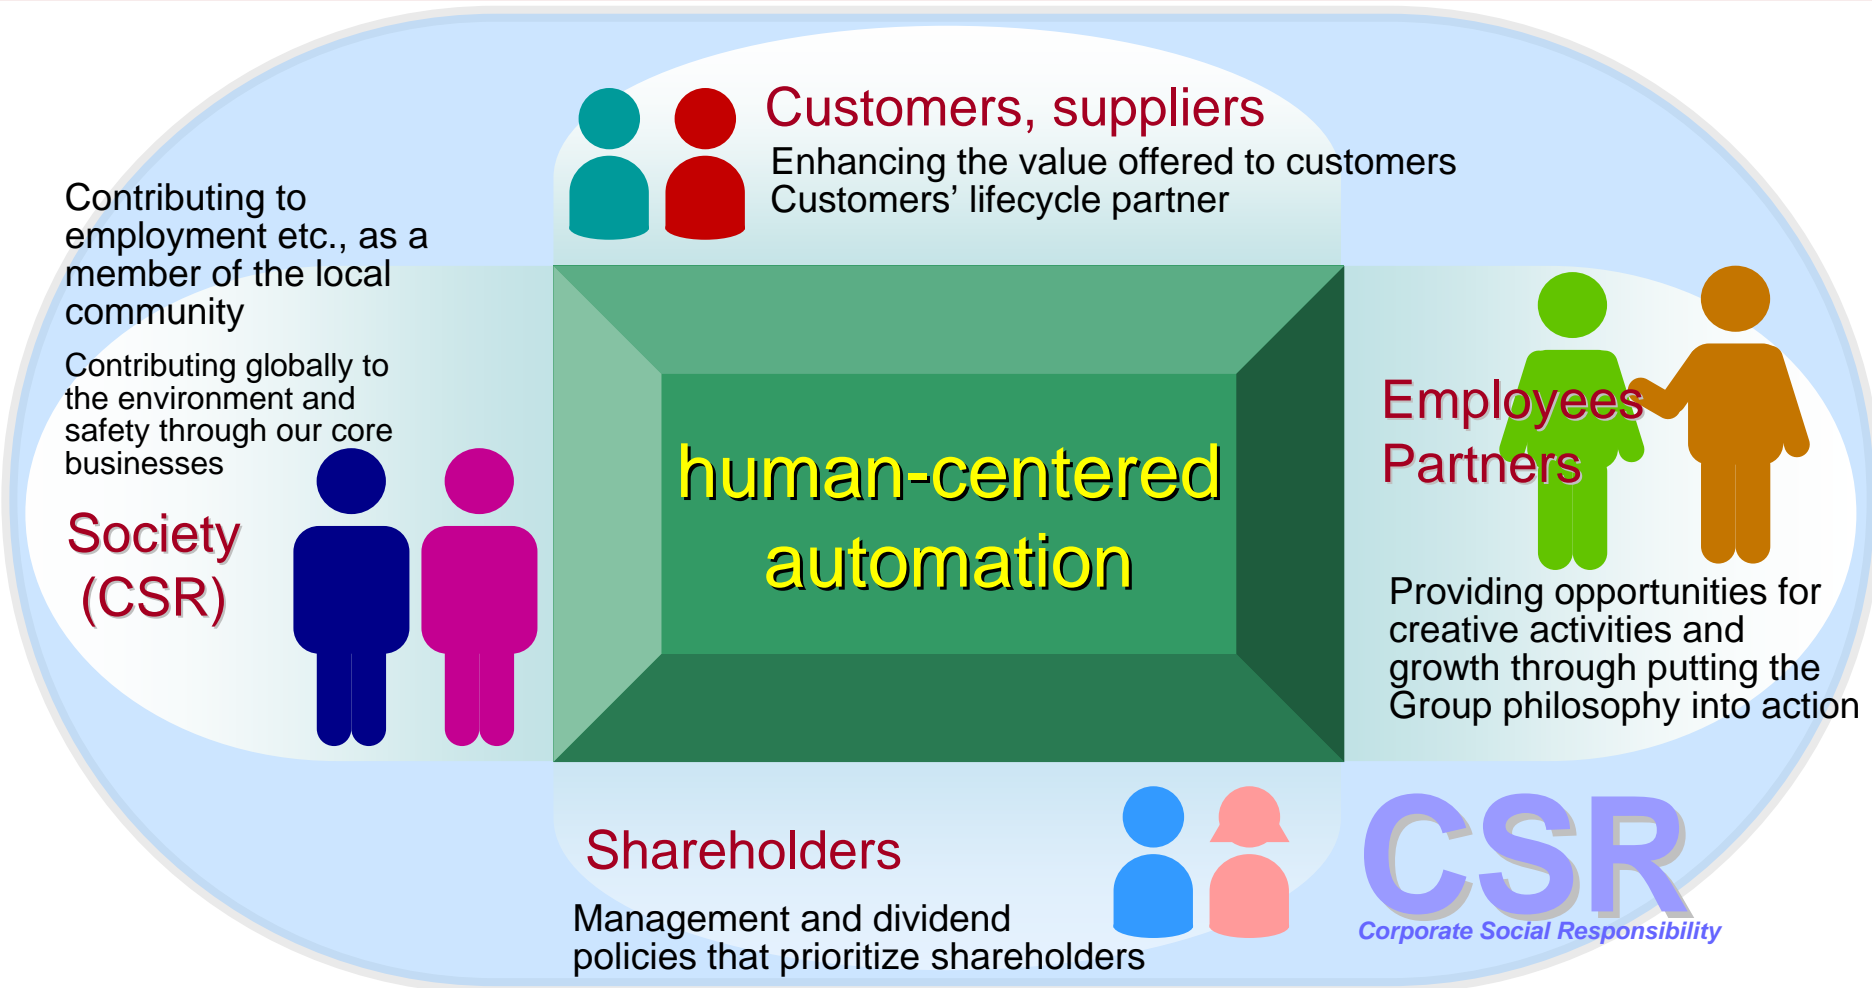 Customers, suppliers
Enhancing the value offered to customers
Customers’ lifecycle partner
Contributing to
employment etc., as a
member of the local
community
Contributing globally to
the environment and
safety through our core
businesses
Society
(CSR)
human-centered
automation
Employees
Partners
Providing opportunities for
creative activities and
growth through putting the
Group philosophy into action
Shareholders
Management and dividend
policies that prioritize shareholders
CSR
Corporate Social Responsibility